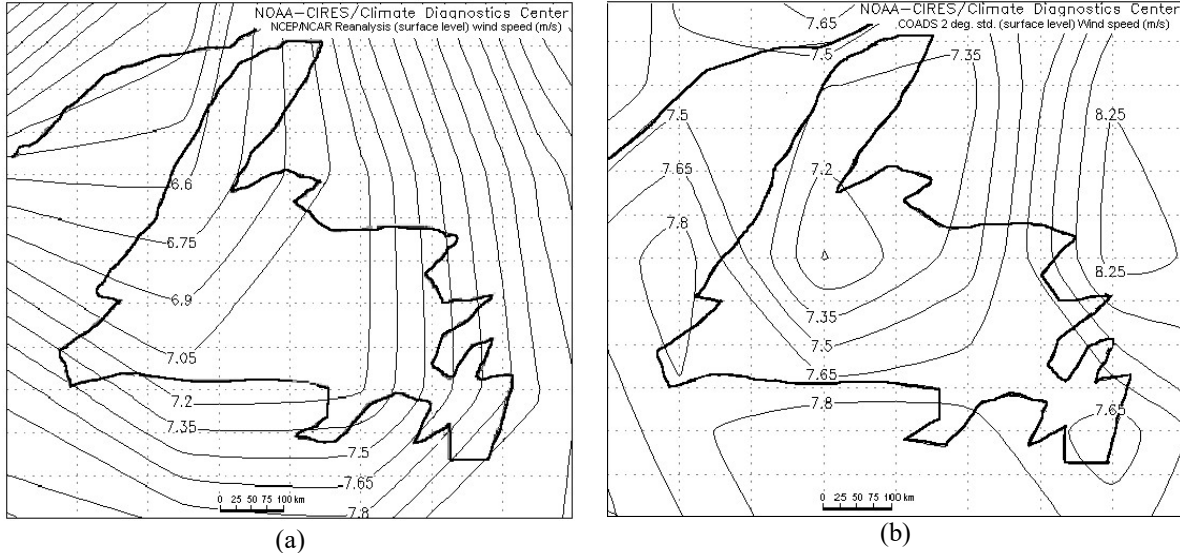 NOAA-CIRES/Climate Diagnostics Center
NCEP/NCAR Reanalysis (surface level) wind speed (m/s)
6.6
6.75
6.9
7.05
7.2
7.35
7.5
7.65
7.8
0 25 50 75 100 km
(a)
NOAA-CIRES/Climate Diagnostics Center
COADS 2 deg. std. (surface level) Wind speed (m/s)
7.65
7.5
7.35
7.5
8.25
7.65
7.2
7.8
8.25
7.35
7.5
7.65
7.8
7.65
0 25 50 75 100 km
(b)